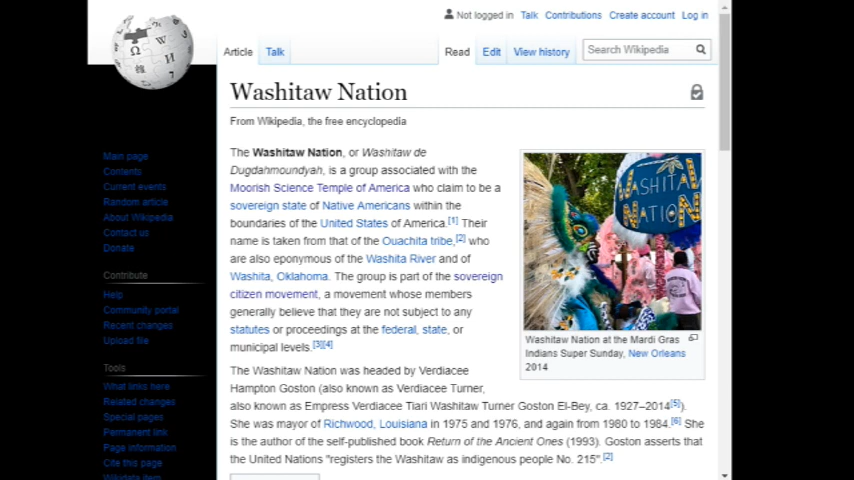 Not logged in Talk Contributions Create account Log in
Article Talk Read Edit View history Search Wikipedia
Washitaw Nation
From Wikipedia, the free encyclopedia
The Washitaw Nation, or Washitaw de
Dugdahmoundyah, is a group associated with the
Moorish Science Temple of America who claim to be a
sovereign state of Native Americans within the
boundaries of the United States of America.[1] Their
name is taken from that of the Ouachita tribe,[2] who
are also eponymous of the Washita River and of
Washita, Oklahoma. The group is part of the sovereign
citizen movement, a movement whose members
generally believe that they are not subject to any
statutes or proceedings at the federal, state, or
municipal levels.[3][4]
WASHITAW
NATION
Washitaw Nation at the Mardi Gras
Indians Super Sunday, New Orleans
2014
The Washitaw Nation was headed by Verdiacee
Hampton Goston (also known as Verdiacee Turner,
also known as Empress Verdiacee Tiari Washitaw Turner Goston El-Bey, ca. 1927–2014[5]).
She was mayor of Richwood, Louisiana in 1975 and 1976, and again from 1980 to 1984.[6] She
is the author of the self-published book Return of the Ancient Ones (1993). Goston asserts that
the United Nations "registers the Washitaw as indigenous people No. 215".[2]
Main page
Contents
Current events
Random article
About Wikipedia
Contact us
Donate
Contribute
Help
Community portal
Recent changes
Upload file
Tools
What links here
Related changes
Special pages
Permanent link
Page information
Cite this page
Wikidata item